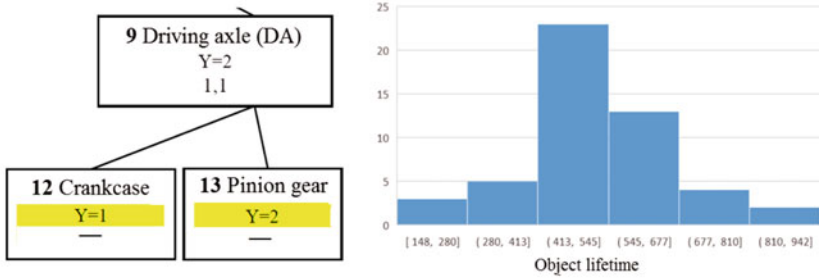 9 Driving axle (DA)
Y=2
1,1
12 Crankcase
Y=1
—
13 Pinion gear
Y=2
—
25
20
15
10
5
0
[ 148, 280] ( 280, 413] ( 413, 545] ( 545, 677] ( 677, 810] ( 810, 942]
Object lifetime